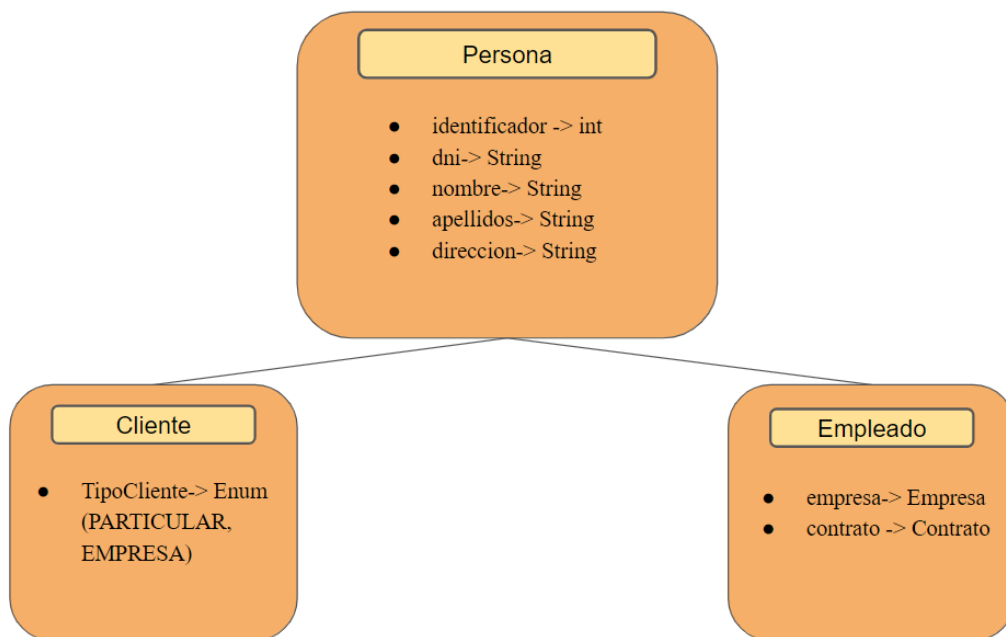 Persona
● identificador -> int
● dni-> String
● nombre-> String
● apellidos-> String
● direccion-> String
Cliente
● TipoCliente-> Enum
(PARTICULAR,
EMPRESA)
Empleado
● empresa-> Empresa
● contrato -> Contrato